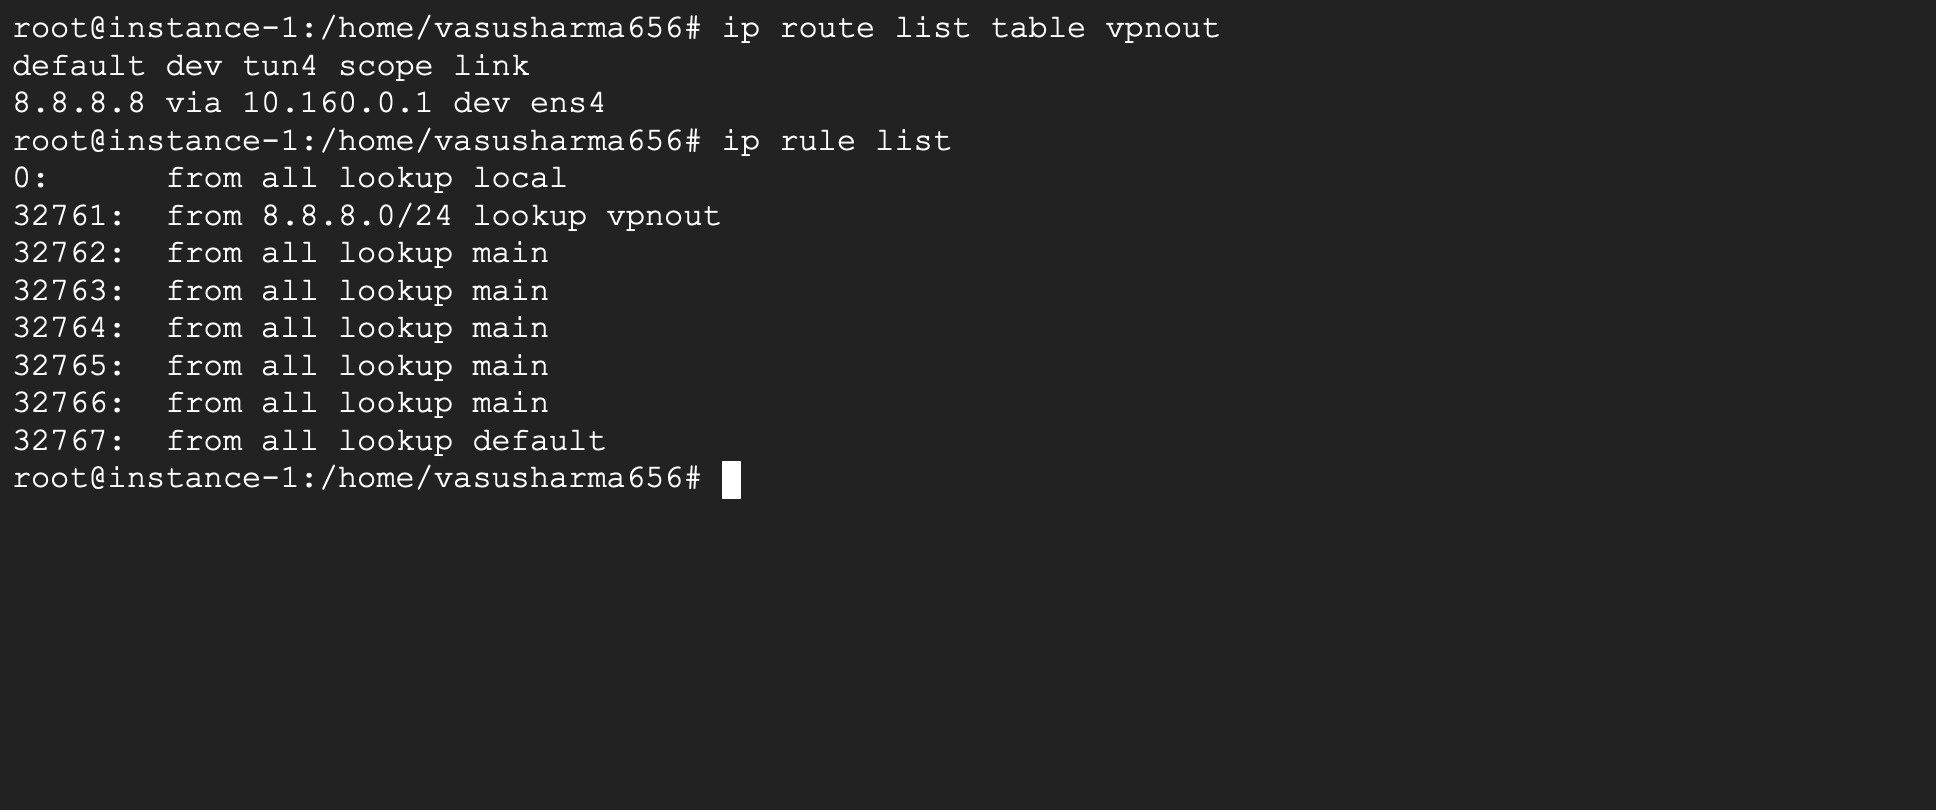 root@instance-1:/home/vasusharma656# ip route list table vpnout
default dev tun4 scope link
8.8.8.8 via 10.160.0.1 dev ens4
root@instance-1:/home/vasusharma656# ip rule list
0:      from all lookup local
32761:  from 8.8.8.0/24 lookup vpnout
32762:  from all lookup main
32763:  from all lookup main
32764:  from all lookup main
32765:  from all lookup main
32766:  from all lookup main
32767:  from all lookup default
root@instance-1:/home/vasusharma656#